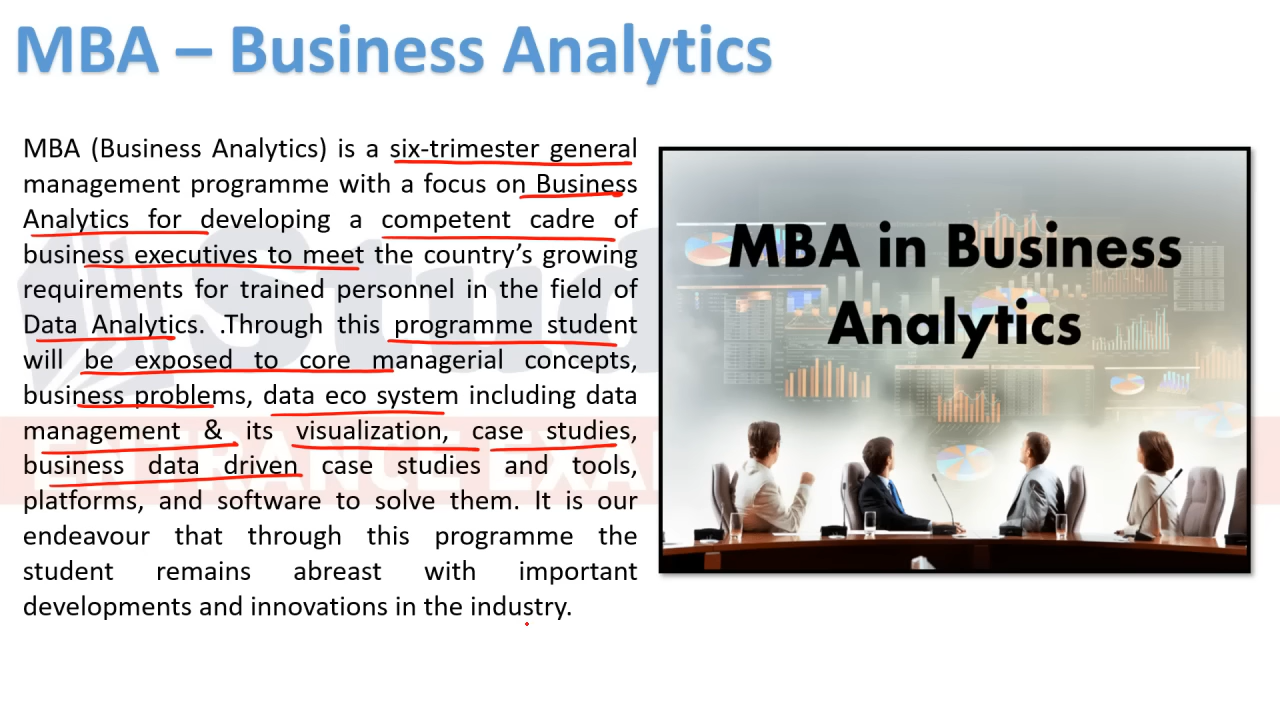 MBA – Business Analytics
MBA (Business Analytics) is a six-trimester general
management programme with a focus on Business
Analytics for developing a competent cadre of
business executives to meet the country’s growing
requirements for trained personnel in the field of
Data Analytics. .Through this programme student
will be exposed to core managerial concepts,
business problems, data eco system including data
management & its visualization, case studies,
business data driven case studies and tools,
platforms, and software to solve them. It is our
endeavour that through this programme the
student remains abreast with important
developments and innovations in the industry.
MBA in Business
Analytics